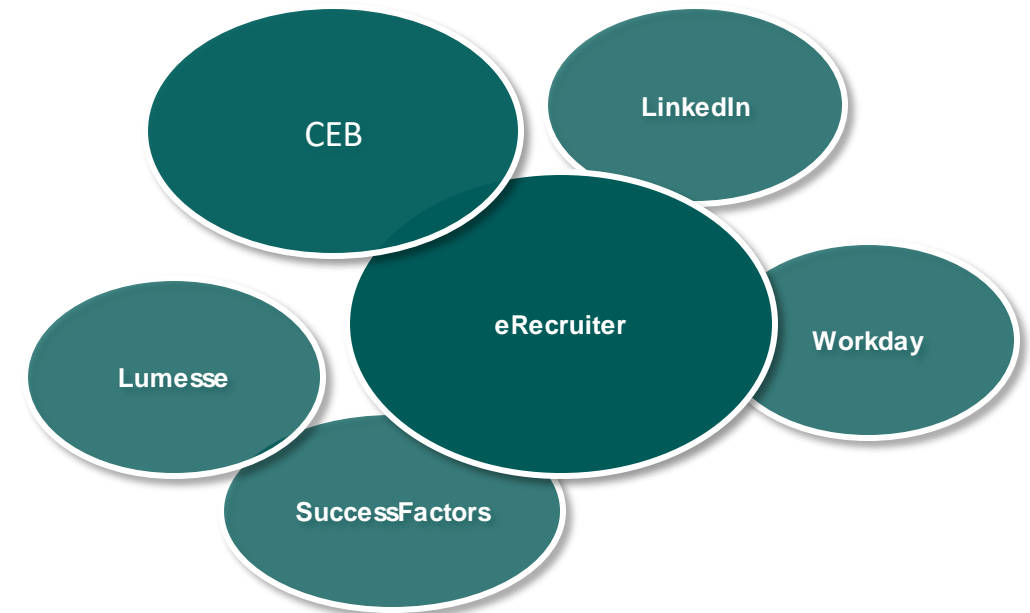 LinkedIn
CEB
eRecruiter
Workday
Lumesse
SuccessFactors